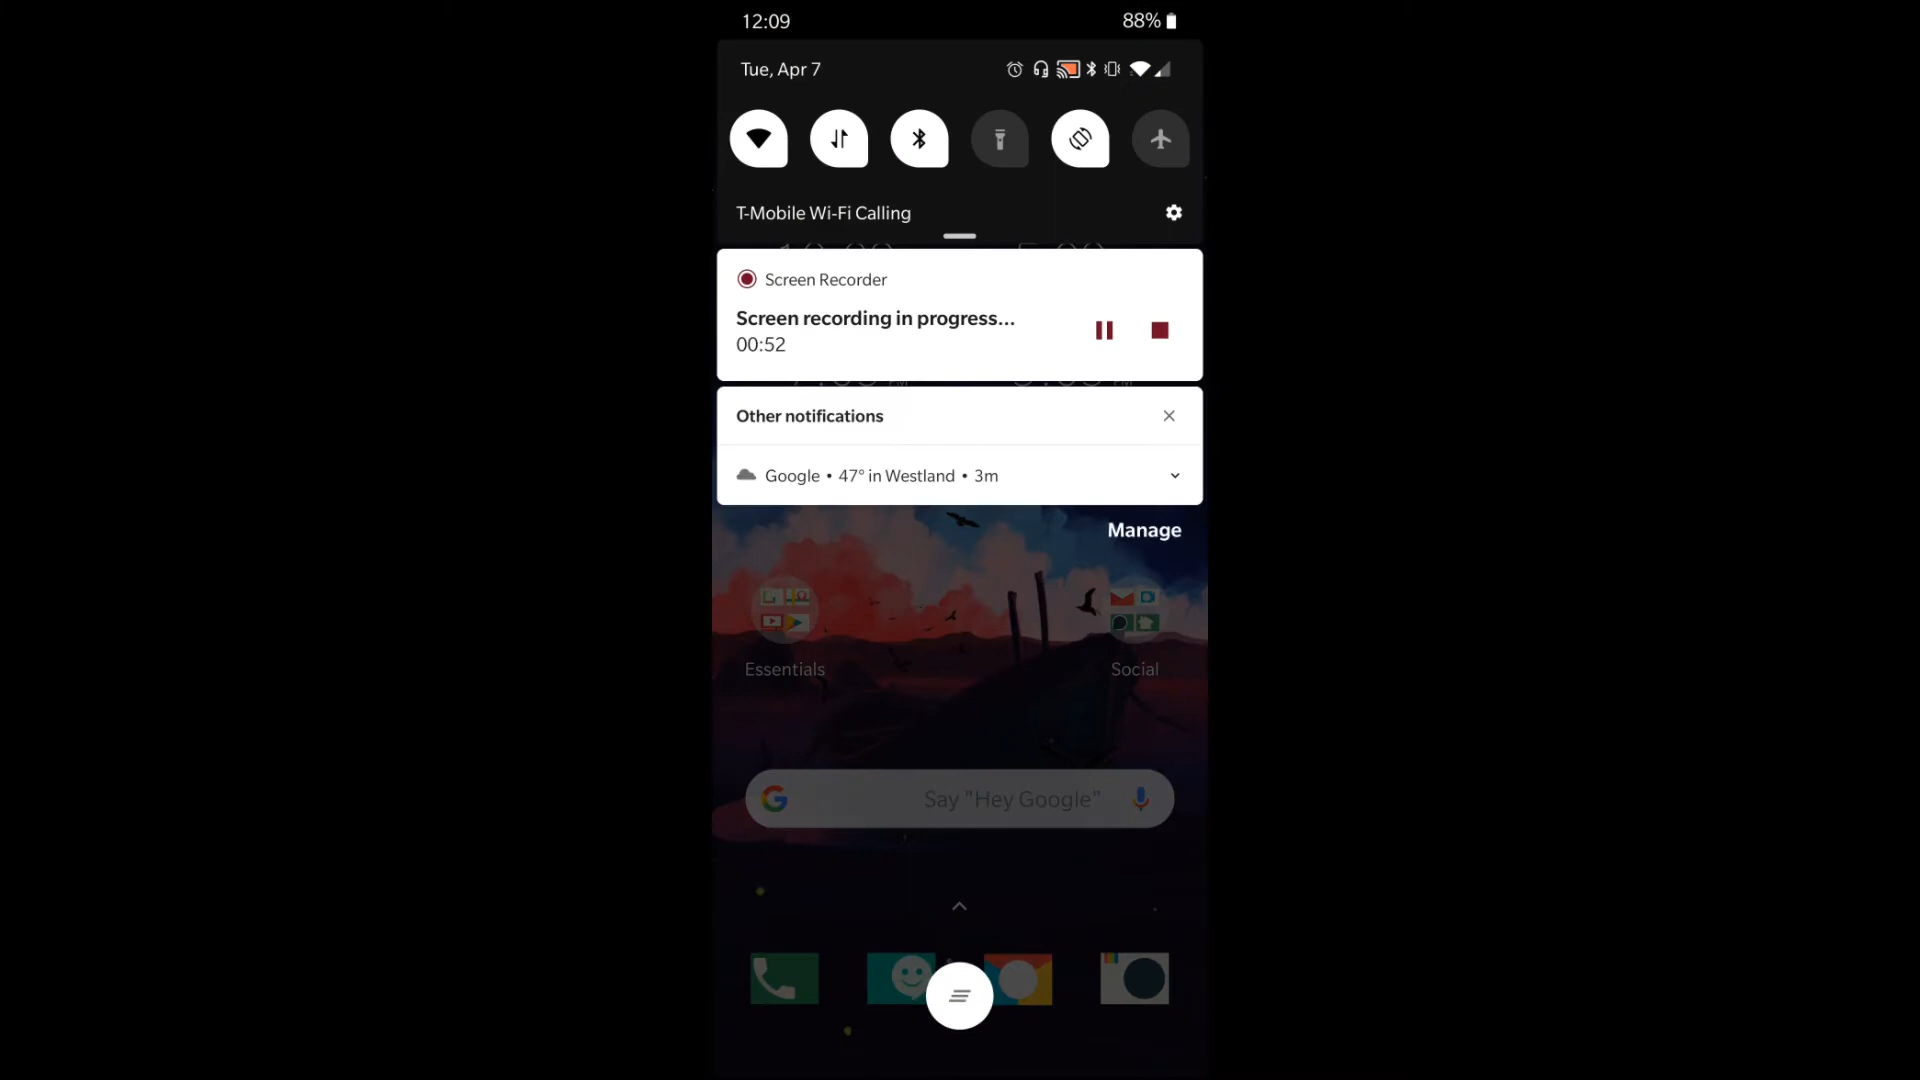 12:09 88%
Tue, Apr 7
T-Mobile Wi-Fi Calling
Screen Recorder
Screen recording in progress...
00:52
Other notifications
Google • 47° in Westland • 3m
Manage
Essentials Social
Say "Hey Google"